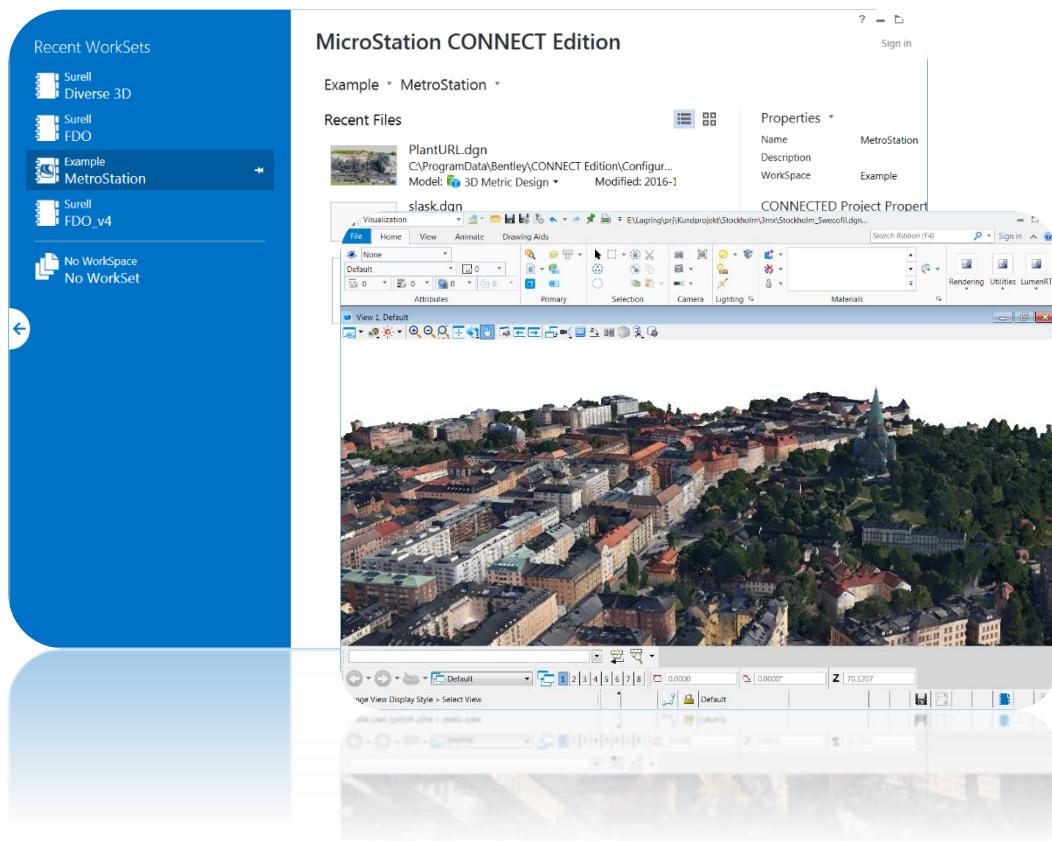 Recent WorkSets
Surell
Diverse 3D
Surell
FDO
Example
MetroStation
Surell
FDO_v4
No WorkSpace
No WorkSet
?
MicroStation CONNECT Edition
Sign in
Example MetroStation
Recent Files
PlantURL.dgn
C:\ProgramData\Bentley\CONNECT Edition\Configur...
Model: 3D Metric Design Modified: 2016-1
slask.dgn
Properties
Name MetroStation
Description
WorkSpace Example
CONNECTED Project Propert
Visualization E:\Lagring\prj\Kundprojekt\Stockholm\3mx\Stockholm_Swecofil.dgn...
File Home View Animate Drawing Aids Search Ribbon (F4) Sign in
None
Default 0
0 0 0 0
Rendering Utilities LumenRT
Attributes Primary Selection Camera Lighting Materials
View 1, Default
Default 1 2 3 4 5 6 7 8 0.0000 0.0000° Z 70.1207
nge View Display Style > Select View Default